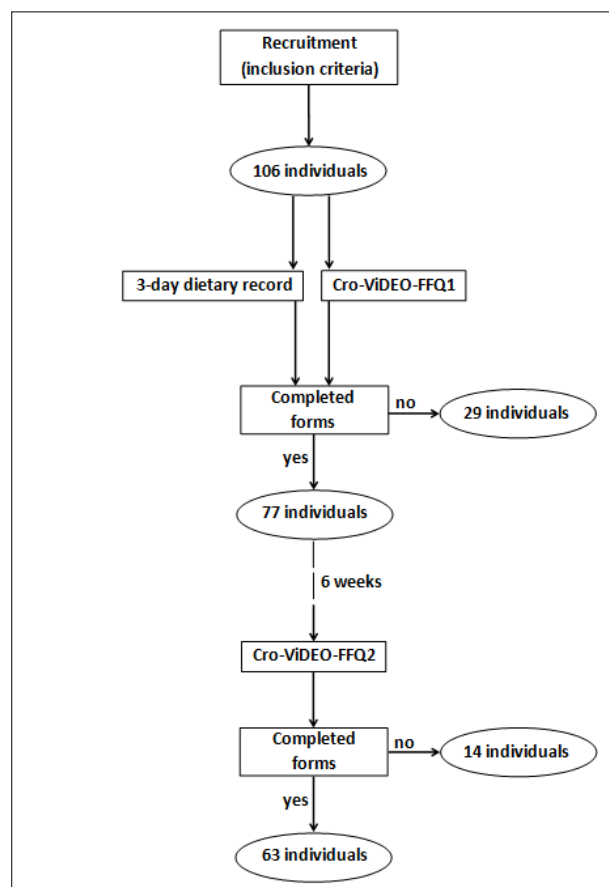 Recruitment
(inclusion criteria)
106 individuals
3-day dietary record
Cro-ViDEO-FFQ1
Completed
forms
no
29 individuals
yes
77 individuals
6 weeks
Cro-ViDEO-FFQ2
Completed
forms
no
14 individuals
yes
63 individuals